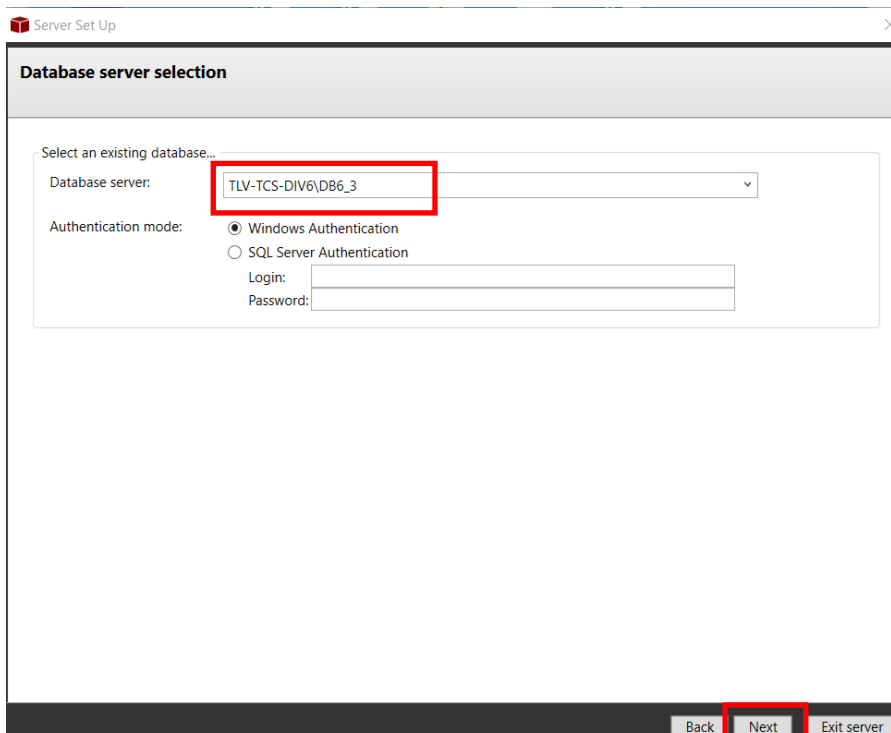 Server Set Up
Database server selection
Select an existing database...
Database server: TLV-TCS-DIV6\DB6_3
Authentication mode: Windows Authentication
SQL Server Authentication
Login:
Password:
Back Next Exit server